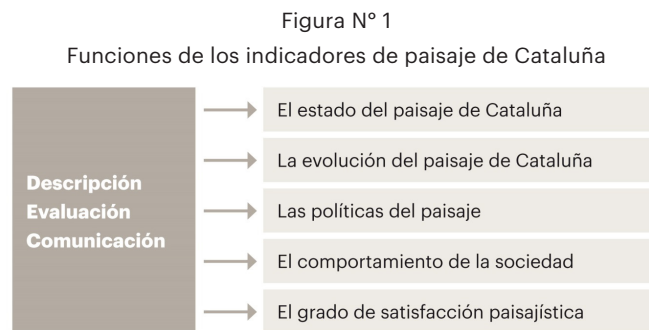 Figura N° 1
Funciones de los indicadores de paisaje de Cataluña
Descripción
Evaluación
Comunicación
El estado del paisaje de Cataluña
La evolución del paisaje de Cataluña
Las políticas del paisaje
El comportamiento de la sociedad
El grado de satisfacción paisajística